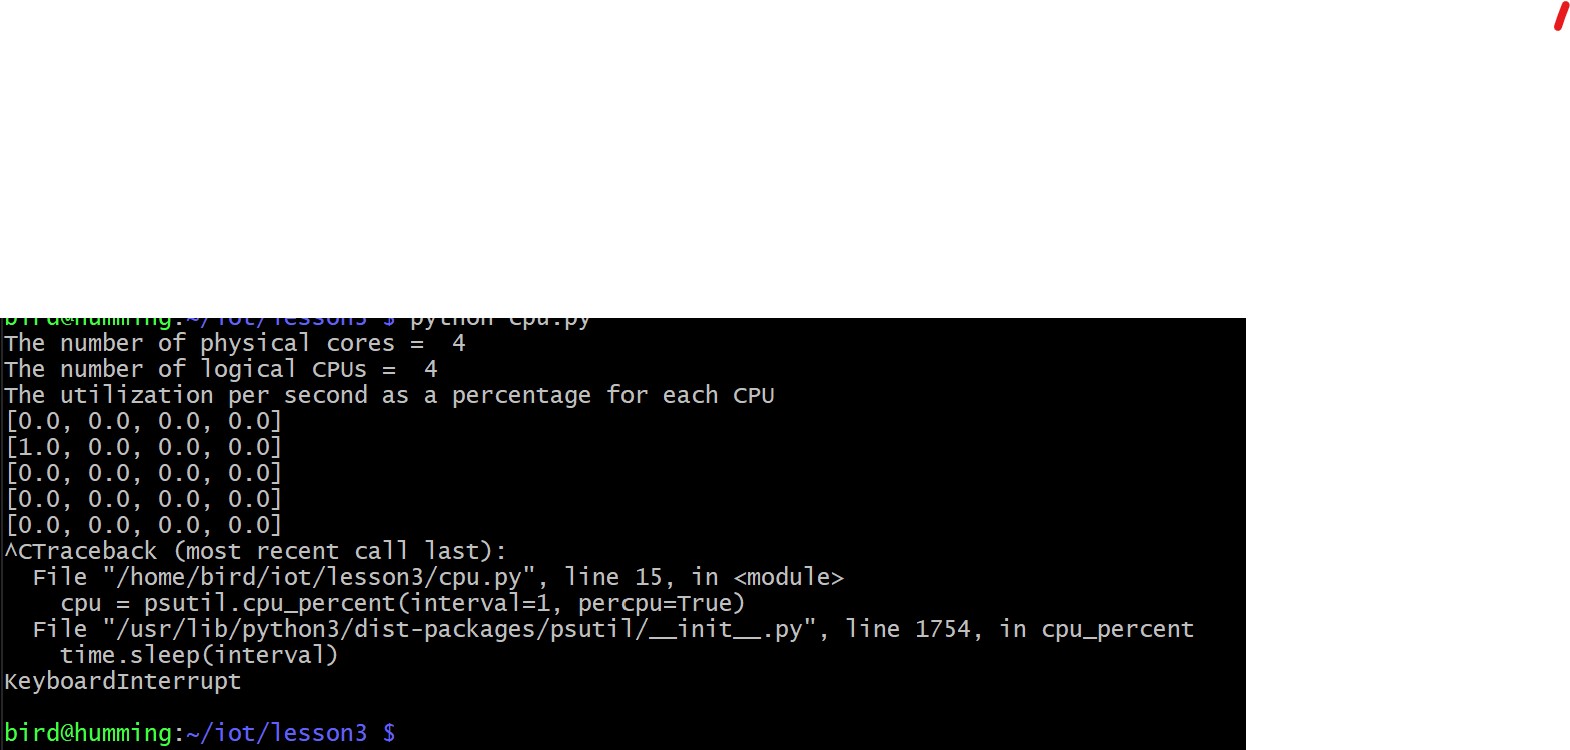 bird@humming:~/iot/lesson3 $ python cpu.py
The number of physical cores =  4
The number of logical CPUs =  4
The utilization per second as a percentage for each CPU
[0.0, 0.0, 0.0, 0.0]
[1.0, 0.0, 0.0, 0.0]
[0.0, 0.0, 0.0, 0.0]
[0.0, 0.0, 0.0, 0.0]
[0.0, 0.0, 0.0, 0.0]
^CTraceback (most recent call last):
  File "/home/bird/iot/lesson3/cpu.py", line 15, in <module>
    cpu = psutil.cpu_percent(interval=1, percpu=True)
  File "/usr/lib/python3/dist-packages/psutil/__init__.py", line 1754, in cpu_percent
    time.sleep(interval)
KeyboardInterrupt
bird@humming:~/iot/lesson3 $